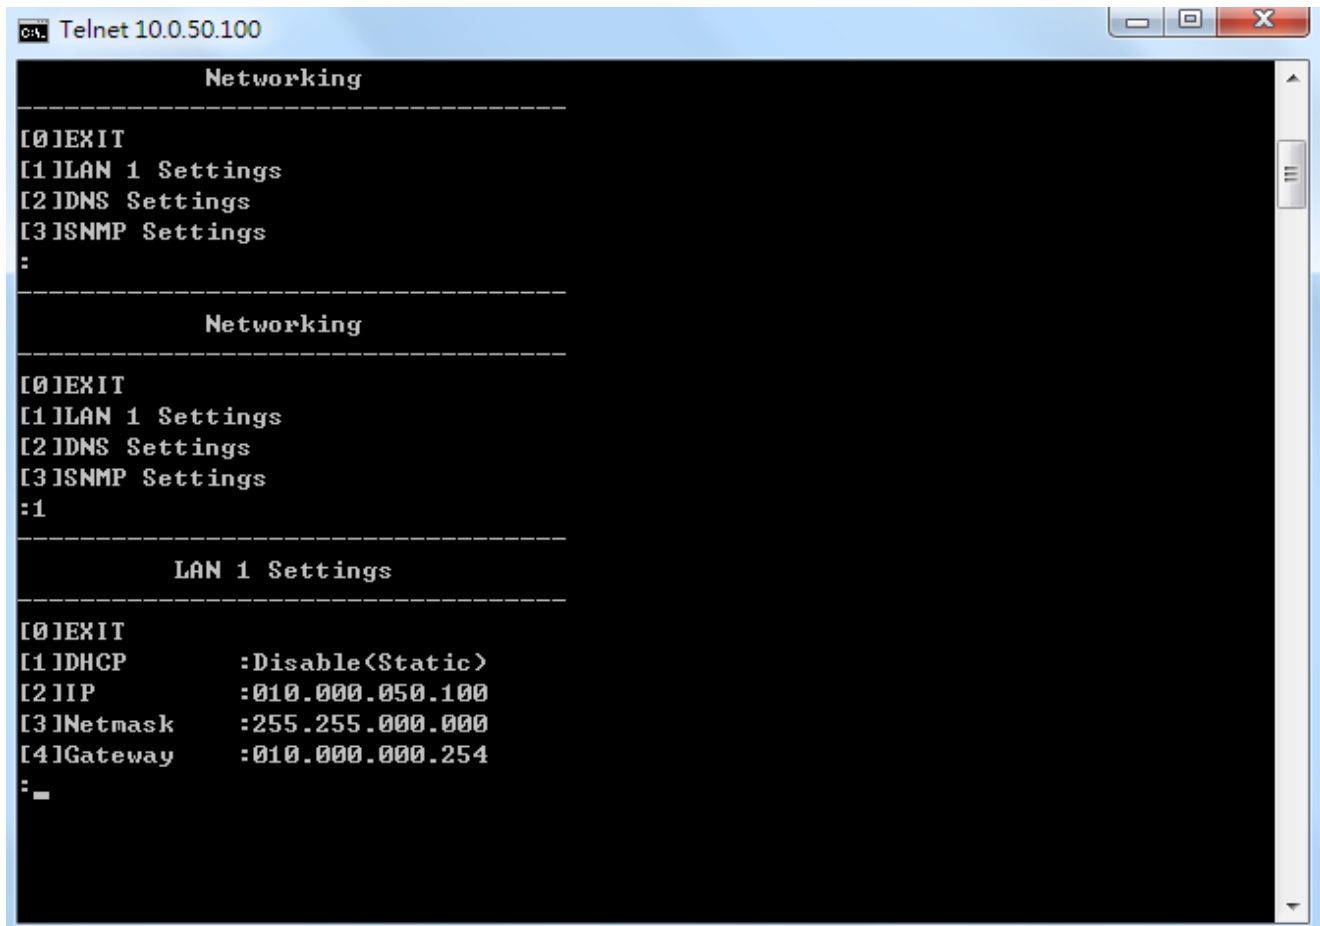 Telnet 10.0.50.100
Networking
-----------------------------------
[0]EXIT
[1]LAN 1 Settings
[2]DNS Settings
[3]SNMP Settings
:
-----------------------------------
Networking
-----------------------------------
[0]EXIT
[1]LAN 1 Settings
[2]DNS Settings
[3]SNMP Settings
:1
-----------------------------------
LAN 1 Settings
-----------------------------------
[0]EXIT
[1]DHCP :Disable(Static)
[2]IP :010.000.050.100
[3]Netmask :255.255.000.000
[4]Gateway :010.000.000.254
:_